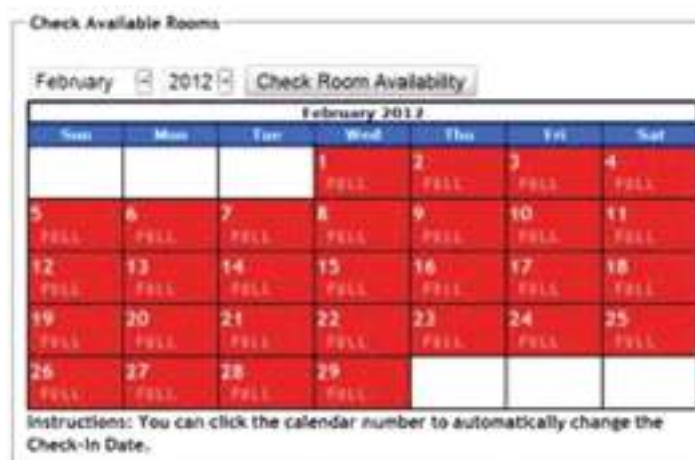 Check Available Rooms
February 2012 Check Room Availability
February 2012
Sun Mon Tue Wed Thu Fri Sat
1 2 3 4
FULL FULL FULL FULL
5 6 7 8 9 10 11
FULL FULL FULL FULL FULL FULL FULL
12 13 14 15 16 17 18
FULL FULL FULL FULL FULL FULL FULL
19 20 21 22 23 24 25
FULL FULL FULL FULL FULL FULL FULL
26 27 28 29
FULL FULL FULL FULL
Instructions: You can click the calendar number to automatically change the
Check-In Date.